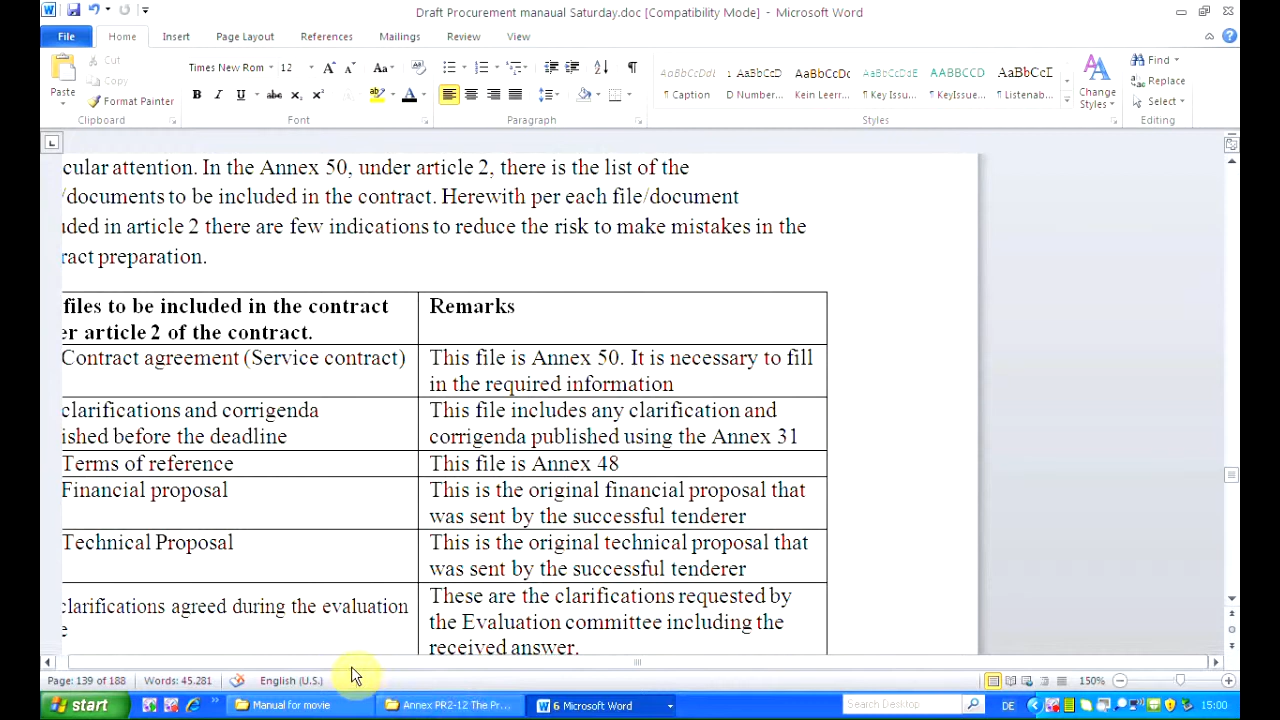 Draft Procurement manaual Saturday.doc [Compatibility Mode] - Microsoft Word
File Home Insert Page Layout References Mailings Review View
Paste
Cut
Copy
Format Painter
Clipboard
Times New Rom 12
Font
Paragraph
AaBbCcDdE 1 AaBbCcD AaBbCcDc AaBbCcDdE AABBCCD AaBbCcE
¶ Caption D Number... Kein Leerr... ¶ Key Issu... ¶ KeyIssue... ¶ Listenab...
Change Styles
Styles
Find
Replace
Select
Editing
cular attention. In the Annex 50, under article 2, there is the list of the
/documents to be included in the contract. Herewith per each file/document
uded in article 2 there are few indications to reduce the risk to make mistakes in the
ract preparation.
files to be included in the contract
er article 2 of the contract.
Remarks
Contract agreement (Service contract)
This file is Annex 50. It is necessary to fill
in the required information
clarifications and corrigenda
ished before the deadline
This file includes any clarification and
corrigenda published using the Annex 31
Terms of reference
This file is Annex 48
Financial proposal
This is the original financial proposal that
was sent by the successful tenderer
Technical Proposal
This is the original technical proposal that
was sent by the successful tenderer
clarifications agreed during the evaluation
e
These are the clarifications requested by
the Evaluation committee including the
received answer.
Page: 139 of 188 Words: 45.281 English (U.S.) 150%
start Manual for movie Annex PR2-12 The Pr... 6 Microsoft Word Search Desktop DE 15:00